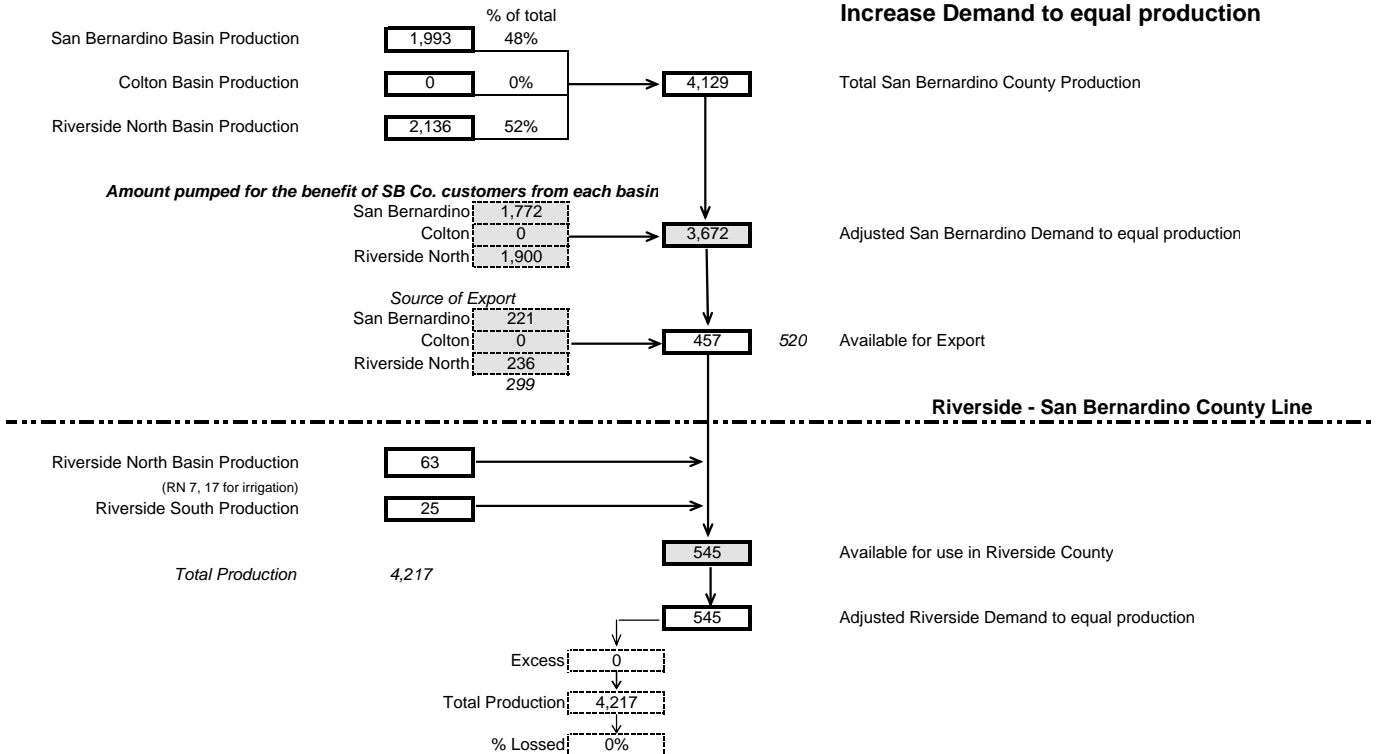 % of total
Increase Demand to equal production
San Bernardino Basin Production 1,993 48%
Colton Basin Production 0 0% 4,129 Total San Bernardino County Production
Riverside North Basin Production 2,136 52%
Amount pumped for the benefit of SB Co. customers from each basin
San Bernardino 1,772
Colton 0 3,672 Adjusted San Bernardino Demand to equal production
Riverside North 1,900
Source of Export
San Bernardino 221
Colton 0 457 520 Available for Export
Riverside North 236
299
Riverside - San Bernardino County Line
Riverside North Basin Production 63
(RN 7, 17 for irrigation)
Riverside South Production 25
545 Available for use in Riverside County
Total Production 4,217
545 Adjusted Riverside Demand to equal production
Excess 0
Total Production 4,217
% Lossed 0%